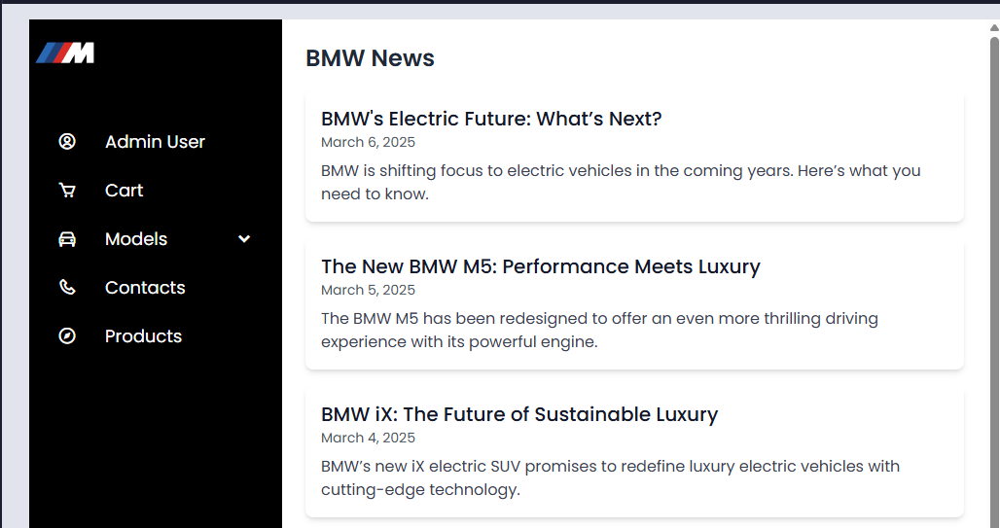 M
Admin User
Cart
Models
Contacts
Products
BMW News
BMW's Electric Future: What’s Next?
March 6, 2025
BMW is shifting focus to electric vehicles in the coming years. Here’s what you
need to know.
The New BMW M5: Performance Meets Luxury
March 5, 2025
The BMW M5 has been redesigned to offer an even more thrilling driving
experience with its powerful engine.
BMW iX: The Future of Sustainable Luxury
March 4, 2025
BMW’s new iX electric SUV promises to redefine luxury electric vehicles with
cutting-edge technology.